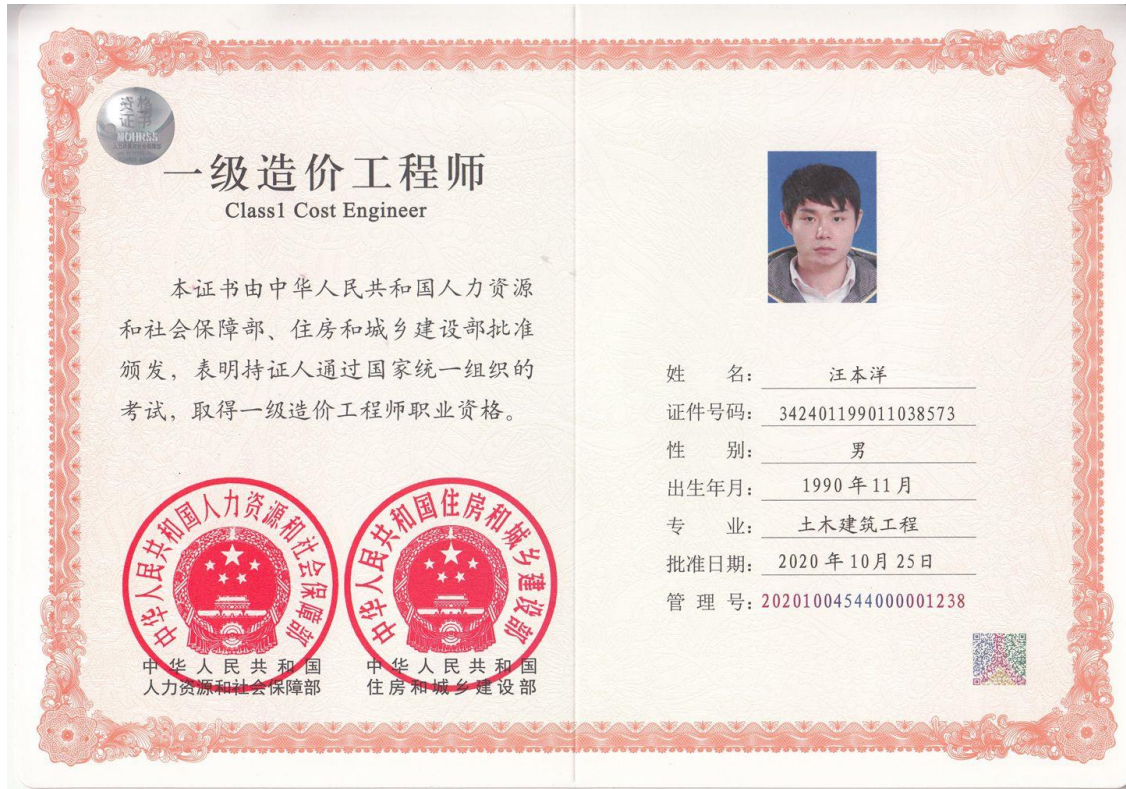 资格
证书
MOHRSS
一级造价工程师
Class1 Cost Engineer
本证书由中华人民共和国人力资源
和社会保障部、住房和城乡建设部批准
颁发，表明持证人通过国家统一组织的
考试，取得一级造价工程师职业资格。
中华人民共和国人力资源和社会保障部
中华人民共和国住房和城乡建设部
中华人民共和国
人力资源和社会保障部
中华人民共和国
住房和城乡建设部
姓 名： 汪本洋
证件号码： 342401199011038573
性 别： 男
出生年月： 1990年11月
专 业： 土木建筑工程
批准日期： 2020年10月25日
管 理 号： 20201004544000001238